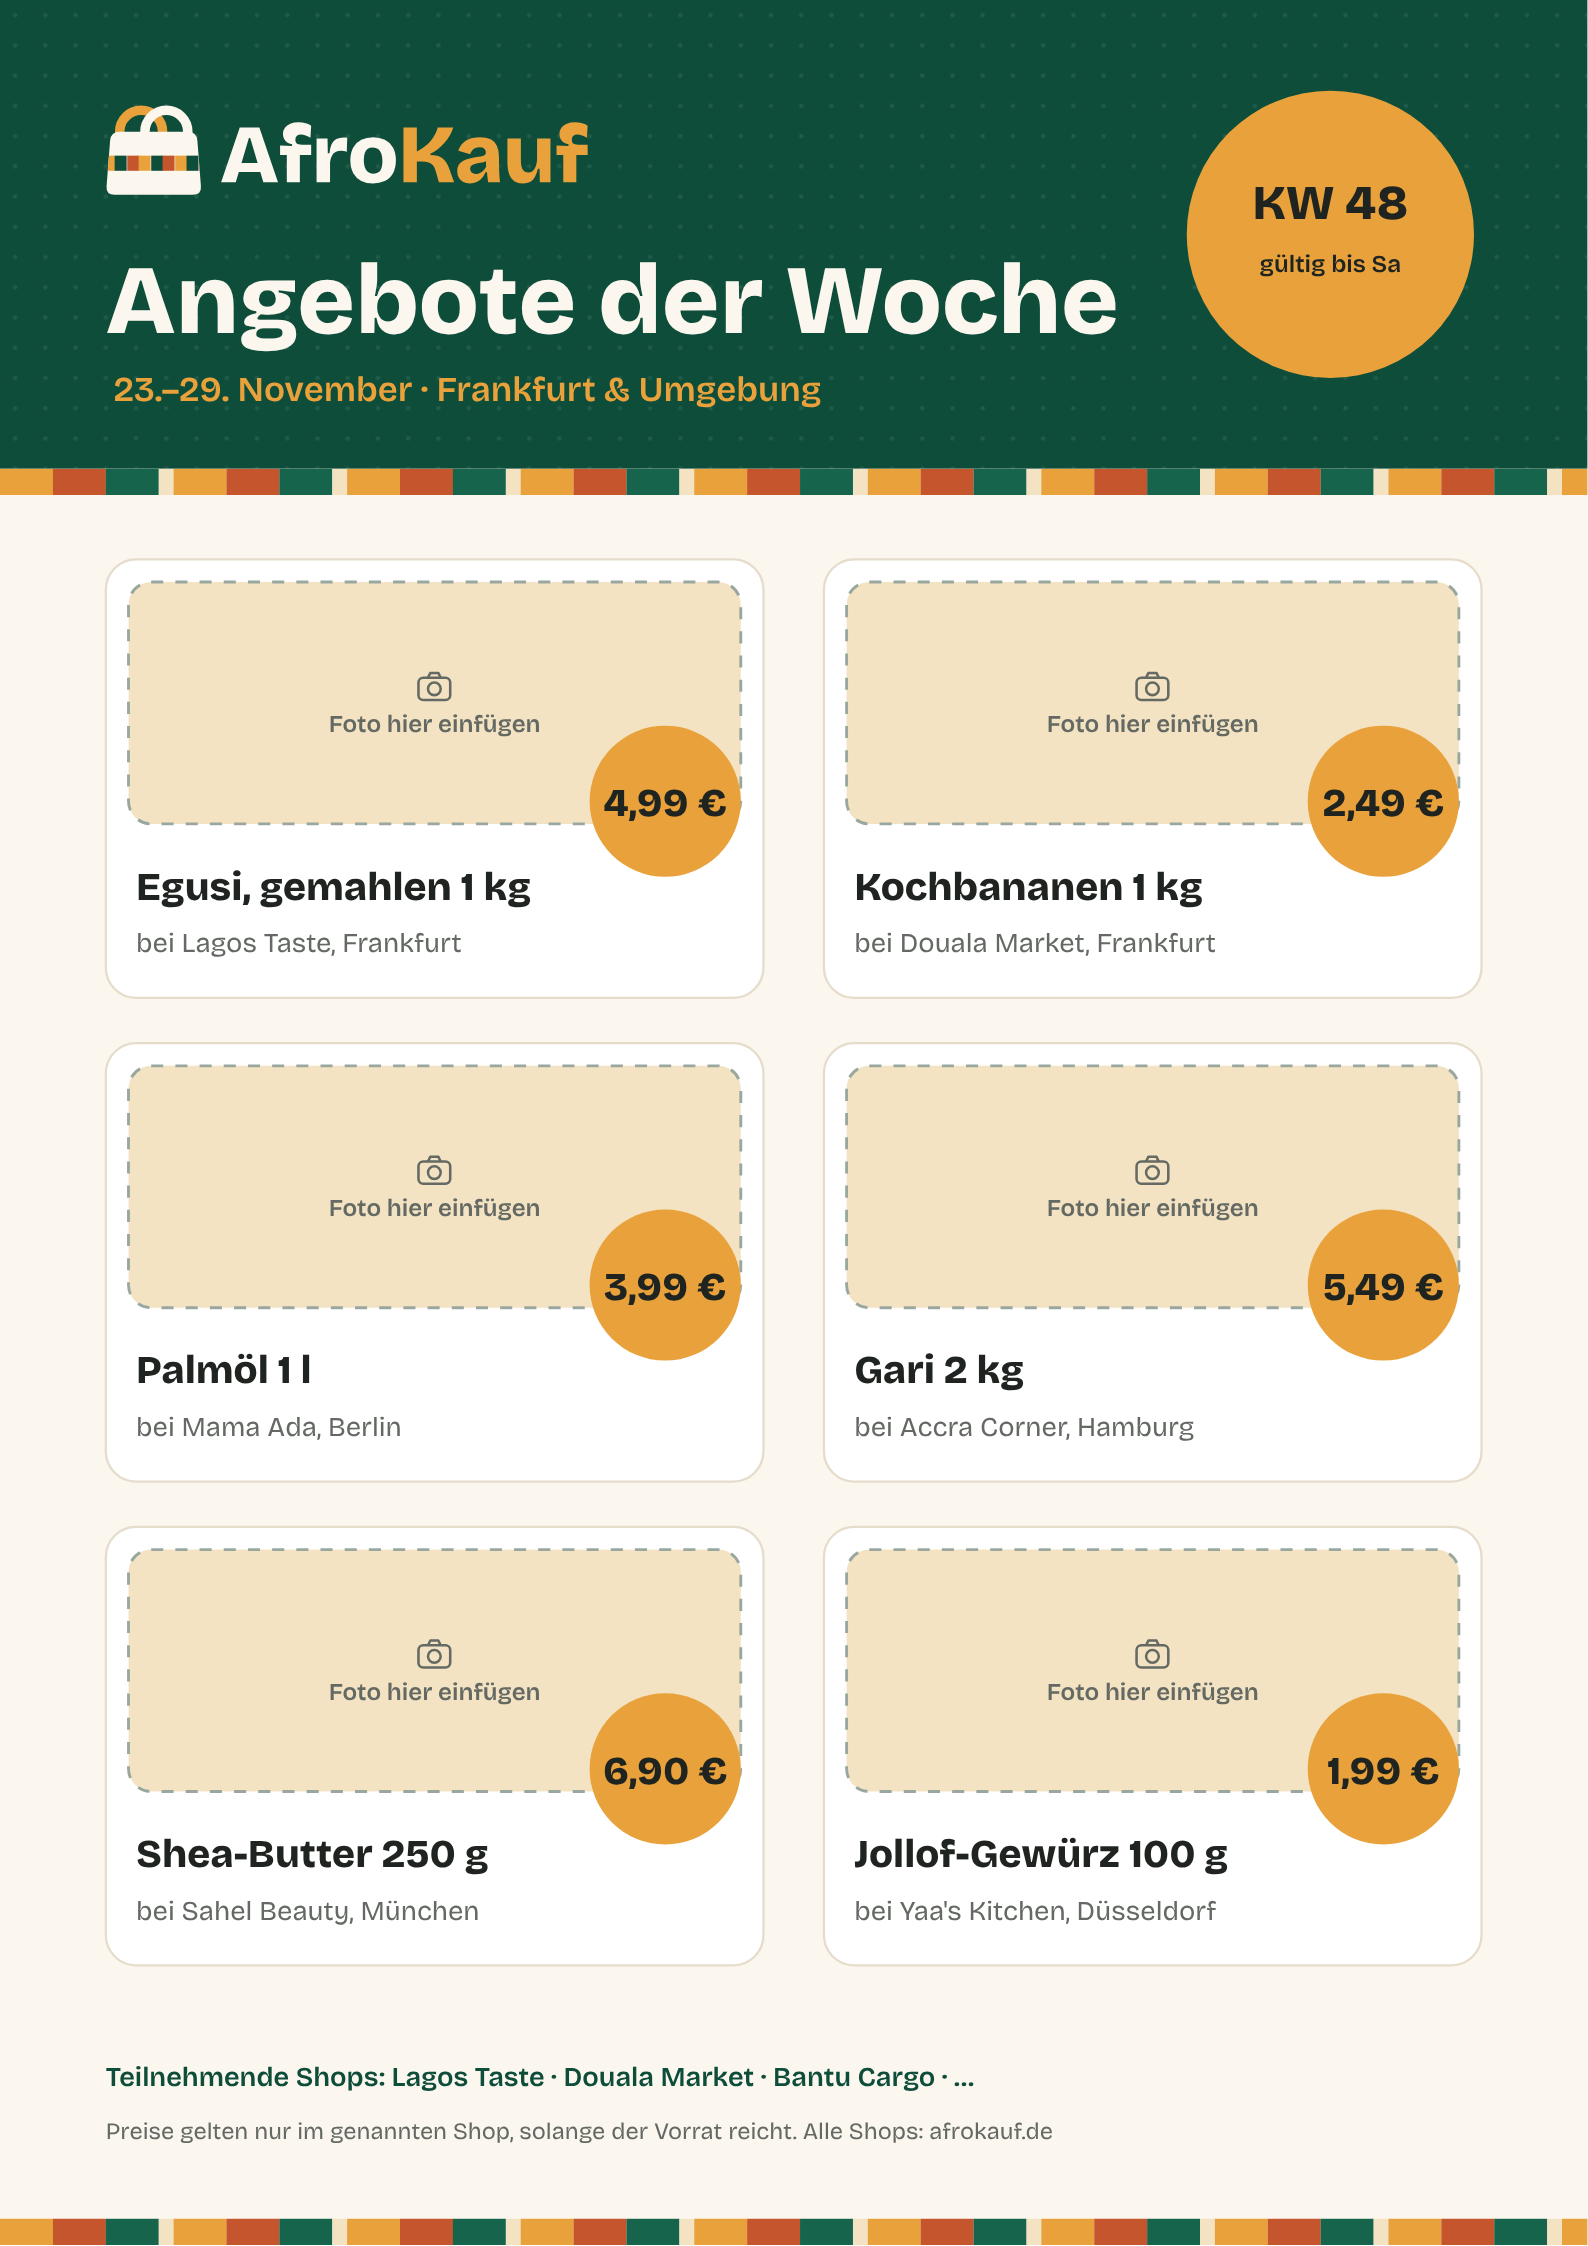 AfroKauf
KW 48
gültig bis Sa
Angebote der Woche
23.–29. November · Frankfurt & Umgebung
Foto hier einfügen
4,99 €
Egusi, gemahlen 1 kg
bei Lagos Taste, Frankfurt
Foto hier einfügen
2,49 €
Kochbananen 1 kg
bei Douala Market, Frankfurt
Foto hier einfügen
3,99 €
Palmöl 1 l
bei Mama Ada, Berlin
Foto hier einfügen
5,49 €
Gari 2 kg
bei Accra Corner, Hamburg
Foto hier einfügen
6,90 €
Shea-Butter 250 g
bei Sahel Beauty, München
Foto hier einfügen
1,99 €
Jollof-Gewürz 100 g
bei Yaa's Kitchen, Düsseldorf
Teilnehmende Shops: Lagos Taste · Douala Market · Bantu Cargo · ...
Preise gelten nur im genannten Shop, solange der Vorrat reicht. Alle Shops: afrokauf.de